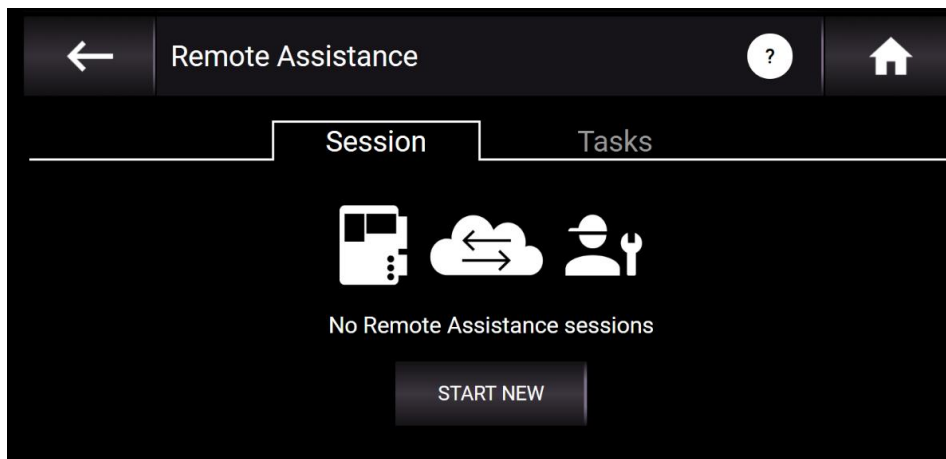 Remote Assistance ?
Session Tasks
No Remote Assistance sessions
START NEW